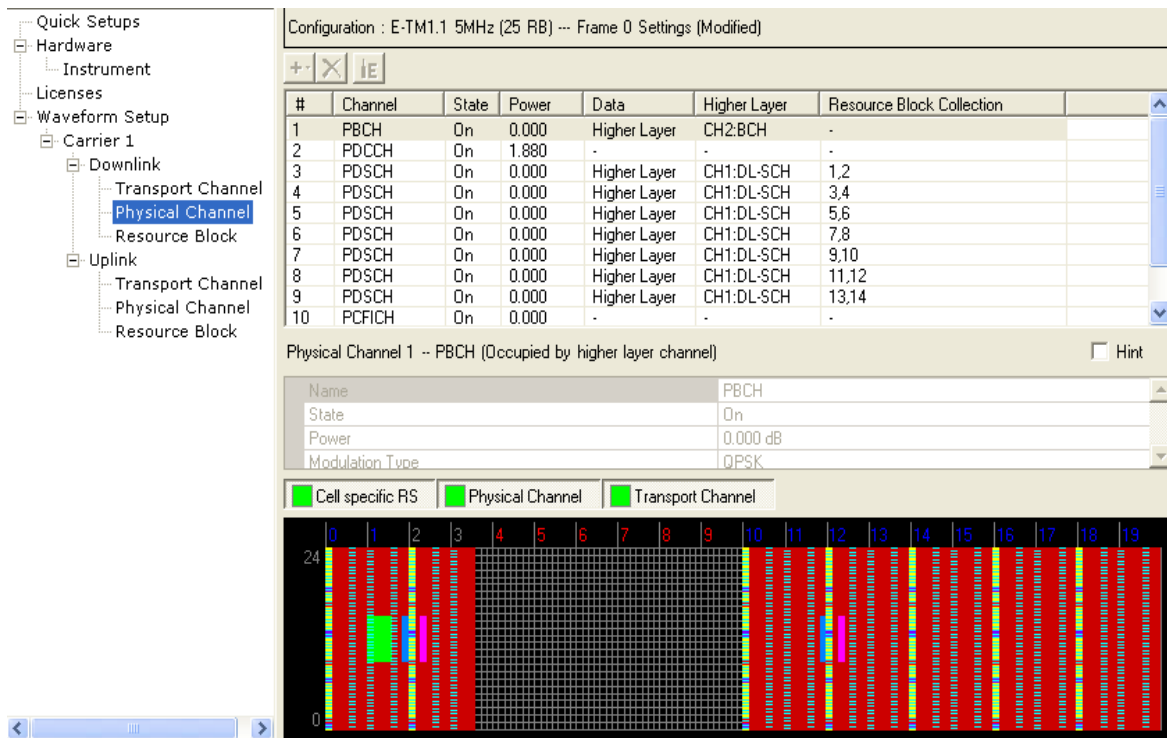 Quick Setups
Hardware
Instrument
Licenses
Waveform Setup
Carrier 1
Downlink
Transport Channel
Physical Channel
Resource Block
Uplink
Transport Channel
Physical Channel
Resource Block
Configuration : E-TM1.1 5MHz (25 RB) --- Frame 0 Settings (Modified)
# Channel State Power Data Higher Layer Resource Block Collection
1 PBCH On 0.000 Higher Layer CH2:BCH -
2 PDCCH On 1.880 - - -
3 PDSCH On 0.000 Higher Layer CH1:DL-SCH 1,2
4 PDSCH On 0.000 Higher Layer CH1:DL-SCH 3,4
5 PDSCH On 0.000 Higher Layer CH1:DL-SCH 5,6
6 PDSCH On 0.000 Higher Layer CH1:DL-SCH 7,8
7 PDSCH On 0.000 Higher Layer CH1:DL-SCH 9,10
8 PDSCH On 0.000 Higher Layer CH1:DL-SCH 11,12
9 PDSCH On 0.000 Higher Layer CH1:DL-SCH 13,14
10 PCFICH On 0.000 - - -
Physical Channel 1 -- PBCH (Occupied by higher layer channel) Hint
Name PBCH
State On
Power 0.000 dB
Modulation Type QPSK
Cell specific RS Physical Channel Transport Channel
0 1 2 3 4 5 6 7 8 9 10 11 12 13 14 15 16 17 18 19
24
0